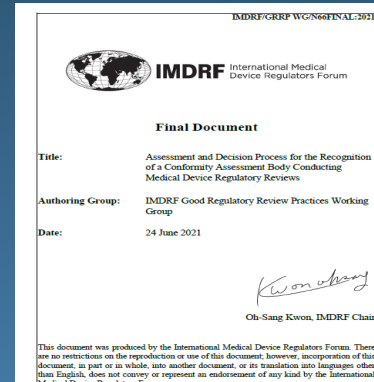 IMDRF/GRRP WG/N66FINAL:2021
IMDRF International Medical
Device Regulators Forum
Final Document
Title: Assessment and Decision Process for the Recognition
of a Conformity Assessment Body Conducting
Medical Device Regulatory Reviews
Authoring Group: IMDRF Good Regulatory Review Practices Working
Group
Date: 24 June 2021
Oh-Sang Kwon, IMDRF Chair
This document was produced by the International Medical Device Regulators Forum. There
are no restrictions on the reproduction or use of this document; however, incorporation of this
document, in part or in whole, into another document, or its translation into languages other
than English, does not convey or represent an endorsement of any kind by the International